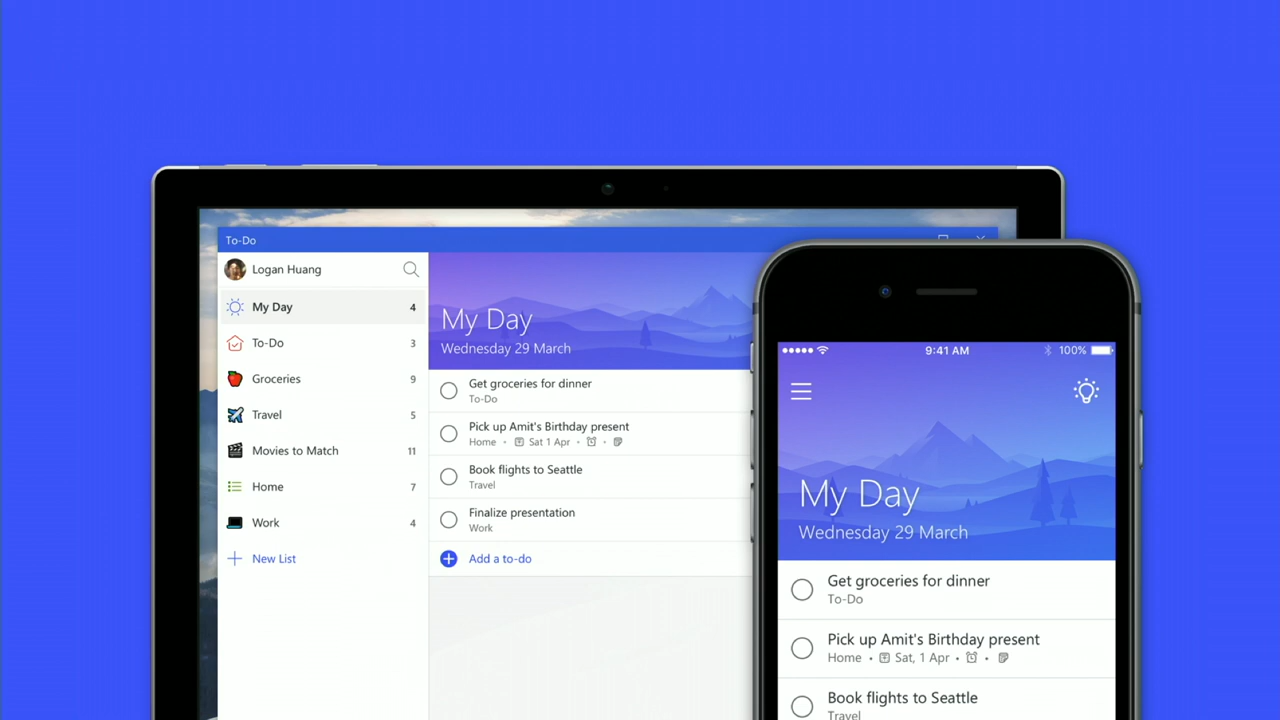 To-Do
Logan Huang
My Day 4
To-Do 3
Groceries 9
Travel 5
Movies to Match 11
Home 7
Work 4
New List
My Day
Wednesday 29 March
Get groceries for dinner
To-Do
Pick up Amit's Birthday present
Home • Sat 1 Apr • •
Book flights to Seattle
Travel
Finalize presentation
Work
Add a to-do
9:41 AM 100%
My Day
Wednesday 29 March
Get groceries for dinner
To-Do
Pick up Amit's Birthday present
Home • Sat, 1 Apr • •
Book flights to Seattle
Travel